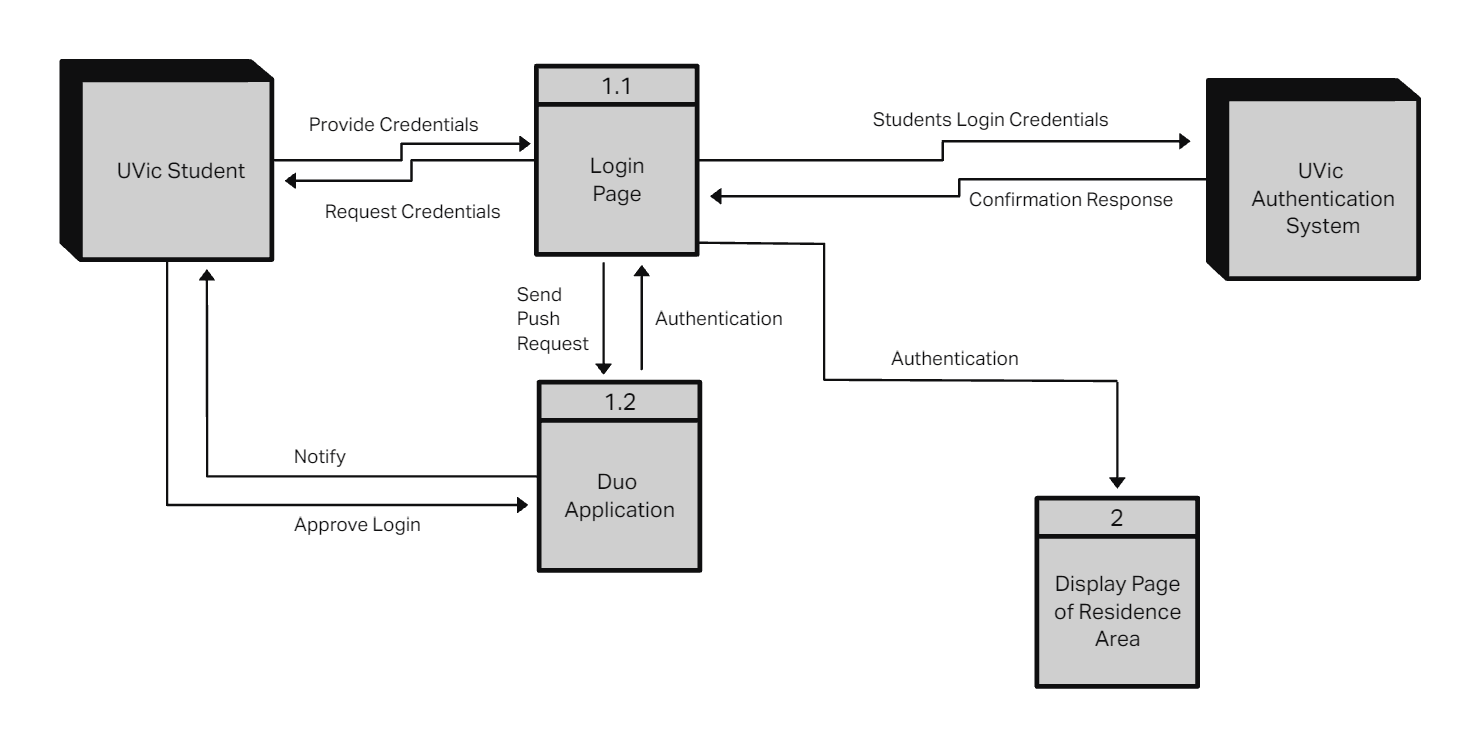 1.1
Provide Credentials
Students Login Credentials
UVic Student
Login
Page
UVic
Authentication
System
Request Credentials
Confirmation Response
Send
Push
Request
Authentication
Authentication
1.2
Notify
Duo
Application
Approve Login
2
Display Page
of Residence
Area